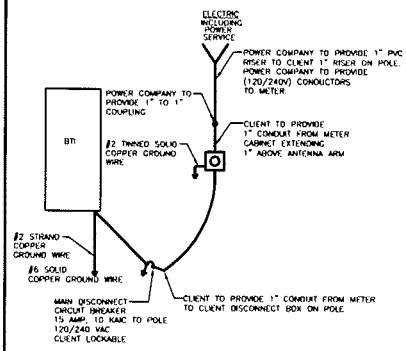 ELECTRIC
INCLUDING
POWER
SERVICE
POWER COMPANY TO PROVIDE 1" PVC
RISER TO CLIENT 1" RISER ON POLE.
POWER COMPANY TO PROVIDE
(120/240V) CONDUCTORS
TO METER.
POWER COMPANY TO
PROVIDE 1" TO 1"
COUPLING
BTI
#2 TINNED SOLID
COPPER GROUND
WIRE
CLIENT TO PROVIDE
1" CONDUIT FROM METER
CABINET EXTENDING
1" ABOVE ANTENNA ARM
#2 STRAND
COPPER
GROUND WIRE
#6 SOLID
COPPER GROUND WIRE
MAIN DISCONNECT
CIRCUIT BREAKER
15 AMP, 10 KAIC TO POLE
120/240 VAC
CLIENT LOCKABLE
CLIENT TO PROVIDE 1" CONDUIT FROM METER
TO CLIENT DISCONNECT BOX ON POLE